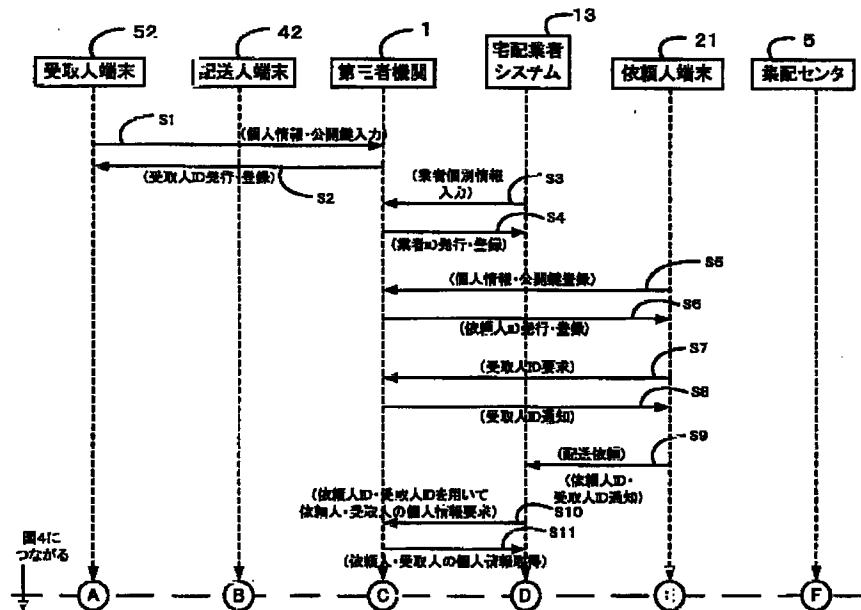 52
42
1
13
21
5
受取人端末
配送人端末
第三者機関
宅配業者
システム
依頼人端末
集配センタ
S1
(個人情報・公開鍵入力)
(受取人ID発行・登録)
S2
(業者個別情報
入力)
S3
S4
(業者ID発行・登録)
S5
(個人情報・公開鍵登録)
S6
(依頼人ID発行・登録)
S7
(受取人ID要求)
S8
(受取人ID通知)
S9
(配送依頼)
(依頼人ID・
受取人ID通知)
(依頼人ID・受取人IDを用いて
依頼人・受取人の個人情報要求)
S10
S11
(依頼人・受取人の個人情報取得)
図4に
つながる
A
B
C
D
F